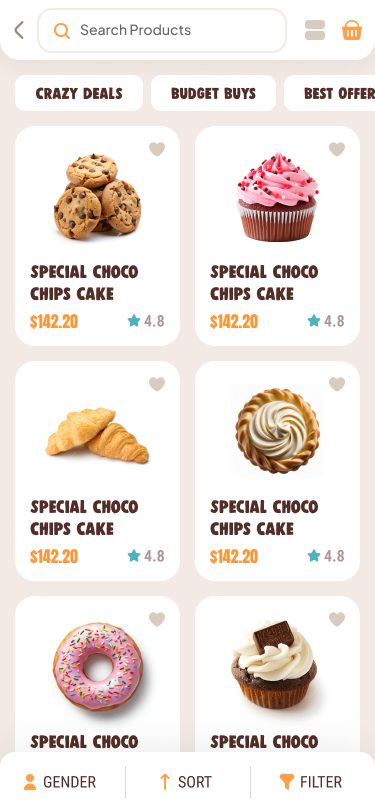 Search Products
CRAZY DEALS
BUDGET BUYS
BEST OFFER
SPECIAL CHOCO
CHIPS CAKE
$142.20
4.8
SPECIAL CHOCO
CHIPS CAKE
$142.20
4.8
SPECIAL CHOCO
CHIPS CAKE
$142.20
4.8
SPECIAL CHOCO
CHIPS CAKE
$142.20
4.8
SPECIAL CHOCO
SPECIAL CHOCO
GENDER
SORT
FILTER